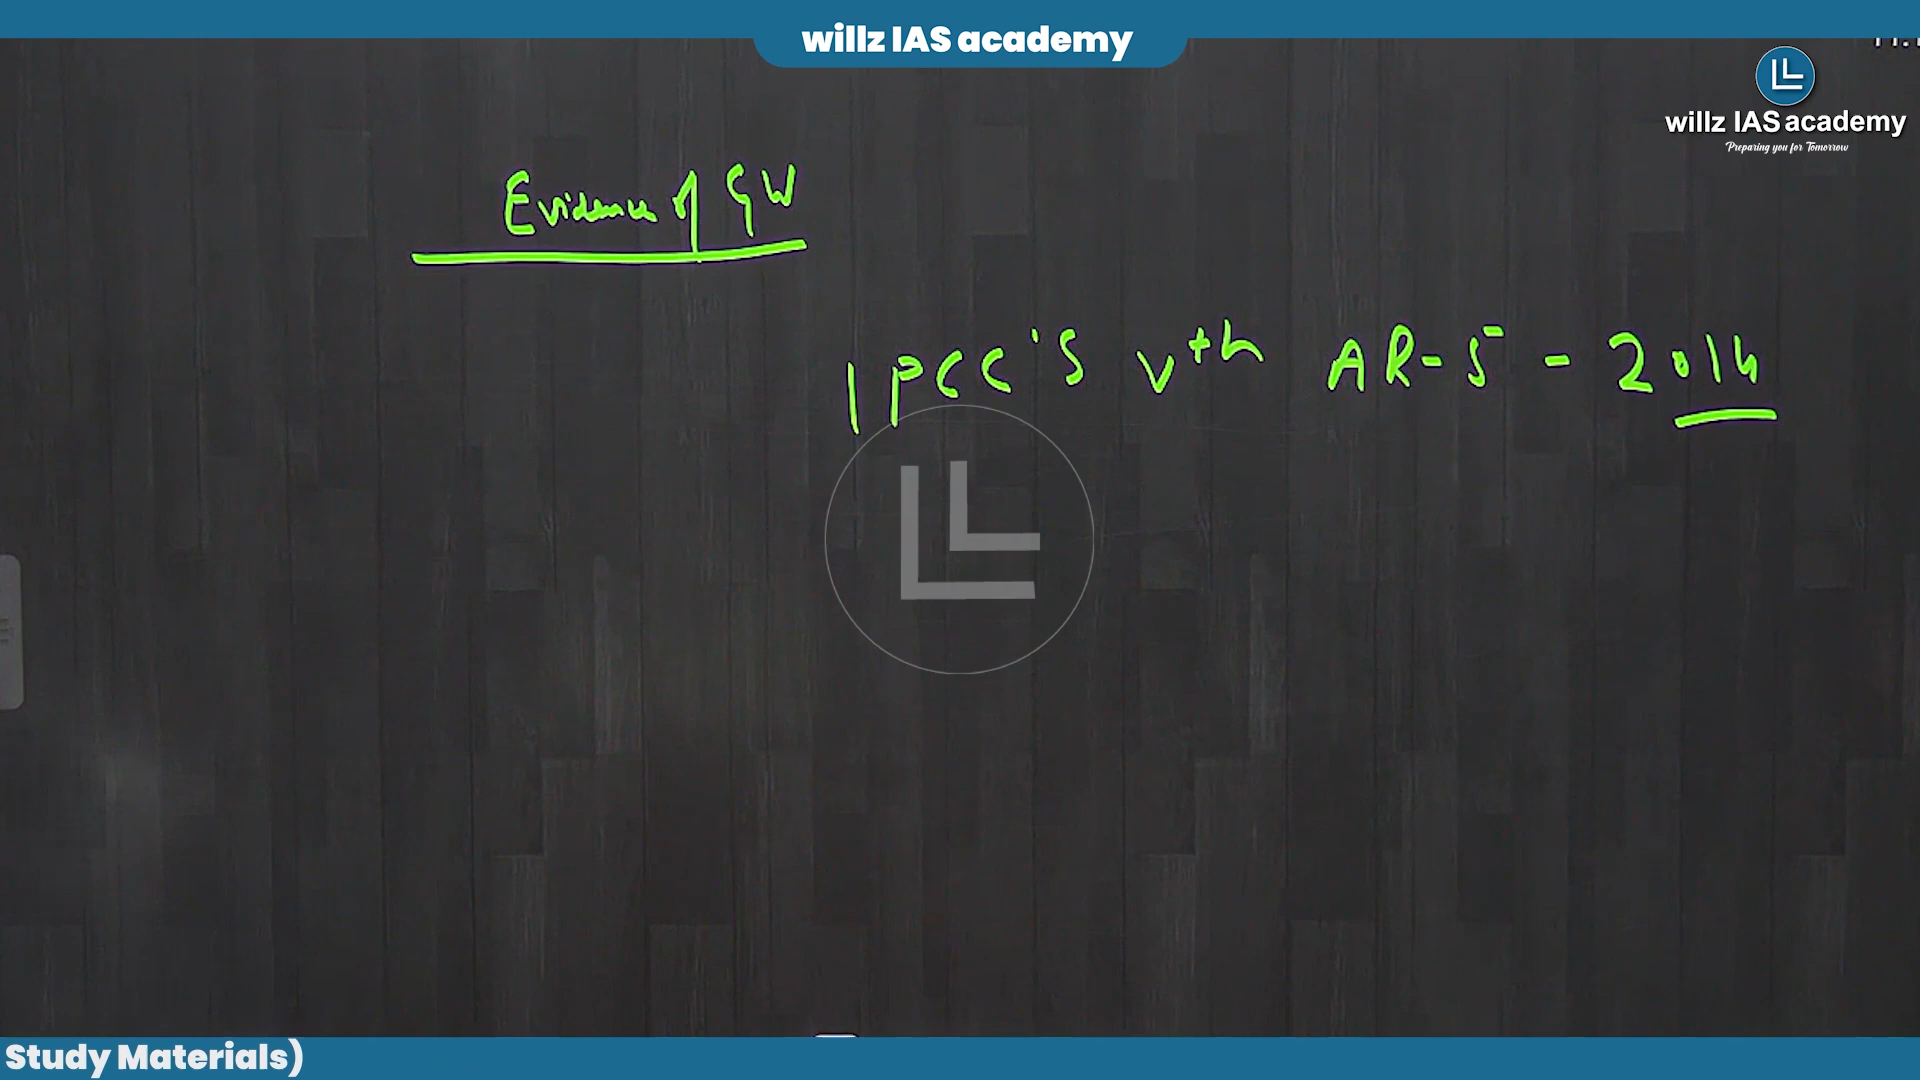 willz IAS academy
willz IAS academy
Preparing you for Tomorrow
Evidence of GW
IPCC'S Vth AR-5 - 2014
Study Materials)